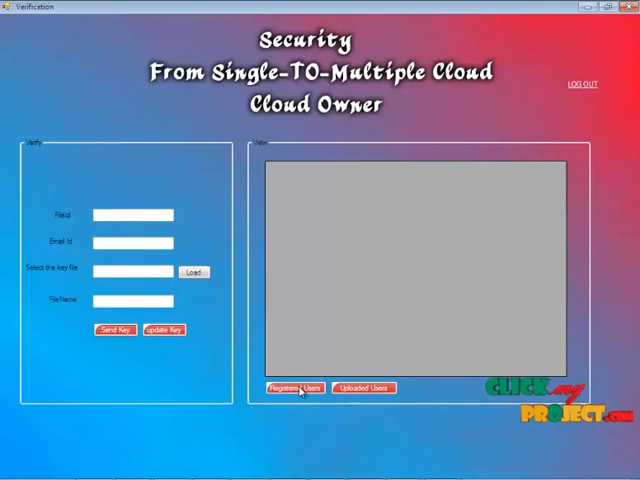 Verification
Security
From Single-TO-Multiple Cloud
Cloud Owner
LOG OUT
Verify
View
FileId
Email Id
Select the key file
Load
FileName
Send Key
update Key
Registered Users
Uploaded Users
CLICK my
PROJECT.COM